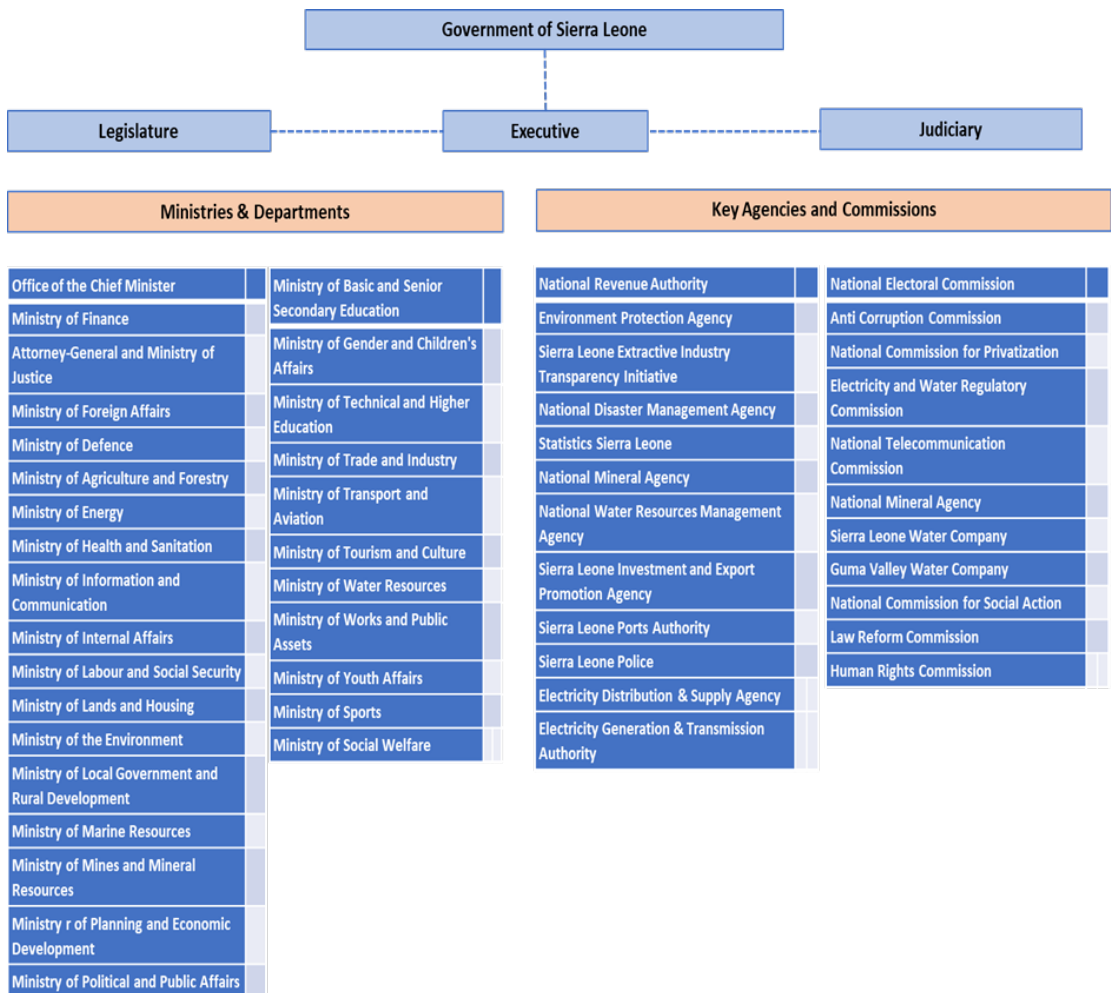 Government of Sierra Leone
Legislature
Executive
Judiciary
Ministries & Departments
Key Agencies and Commissions
Office of the Chief Minister
Ministry of Finance
Attorney-General and Ministry of
Justice
Ministry of Foreign Affairs
Ministry of Defence
Ministry of Agriculture and Forestry
Ministry of Energy
Ministry of Health and Sanitation
Ministry of Information and
Communication
Ministry of Internal Affairs
Ministry of Labour and Social Security
Ministry of Lands and Housing
Ministry of the Environment
Ministry of Local Government and
Rural Development
Ministry of Marine Resources
Ministry of Mines and Mineral
Resources
Ministry r of Planning and Economic
Development
Ministry of Political and Public Affairs
Ministry of Basic and Senior
Secondary Education
Ministry of Gender and Children's
Affairs
Ministry of Technical and Higher
Education
Ministry of Trade and Industry
Ministry of Transport and
Aviation
Ministry of Tourism and Culture
Ministry of Water Resources
Ministry of Works and Public
Assets
Ministry of Youth Affairs
Ministry of Sports
Ministry of Social Welfare
National Revenue Authority
Environment Protection Agency
Sierra Leone Extractive Industry
Transparency Initiative
National Disaster Management Agency
Statistics Sierra Leone
National Mineral Agency
National Water Resources Management
Agency
Sierra Leone Investment and Export
Promotion Agency
Sierra Leone Ports Authority
Sierra Leone Police
Electricity Distribution & Supply Agency
Electricity Generation & Transmission
Authority
National Electoral Commission
Anti Corruption Commission
National Commission for Privatization
Electricity and Water Regulatory
Commission
National Telecommunication
Commission
National Mineral Agency
Sierra Leone Water Company
Guma Valley Water Company
National Commission for Social Action
Law Reform Commission
Human Rights Commission